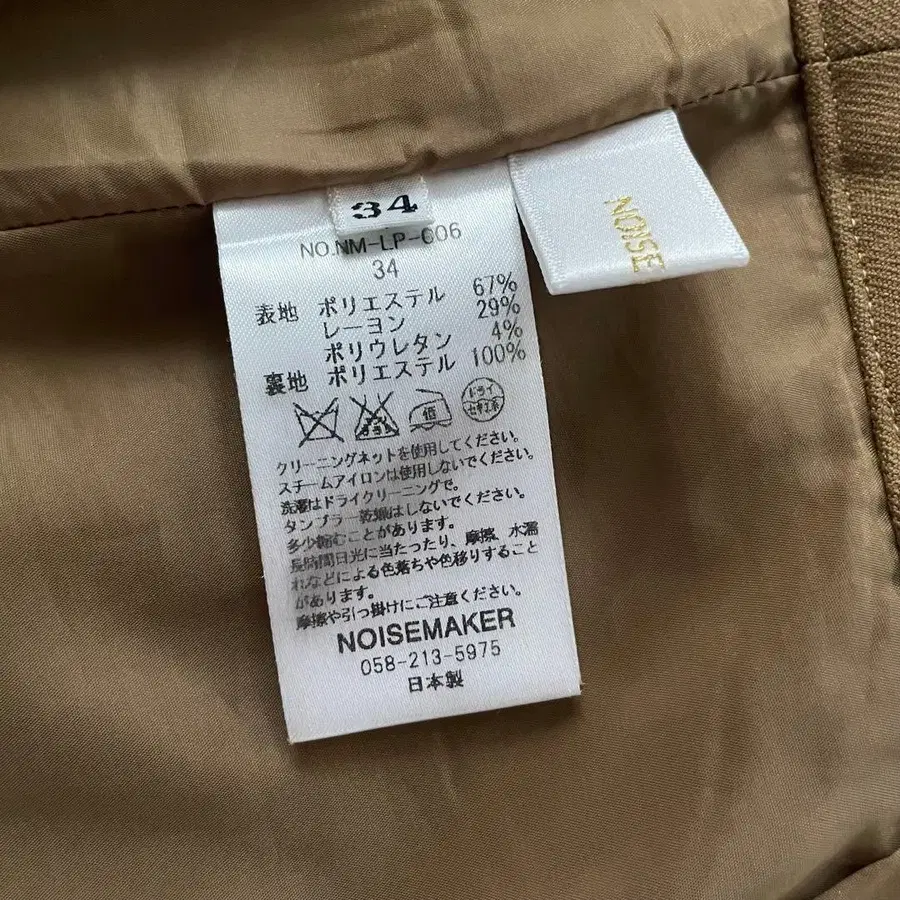 34
NO.NM-LP-C06
34
表地 ポリエステル 67%
レーヨン 29%
ポリウレタン 4%
裏地 ポリエステル 100%
低
ドライ
セキユ系
クリーニングネットを使用してください。
スチームアイロンは使用しないでください。
洗濯はドライクリーニングで。
タンブラー乾燥はしないでください。
多少縮むことがあります。
長時間日光に当たったり、摩擦、水濡
れなどによる色落ちや色移りすること
があります。
摩擦や引っ掛けにご注意ください。
NOISEMAKER
058-213-5975
日本製
NOISE